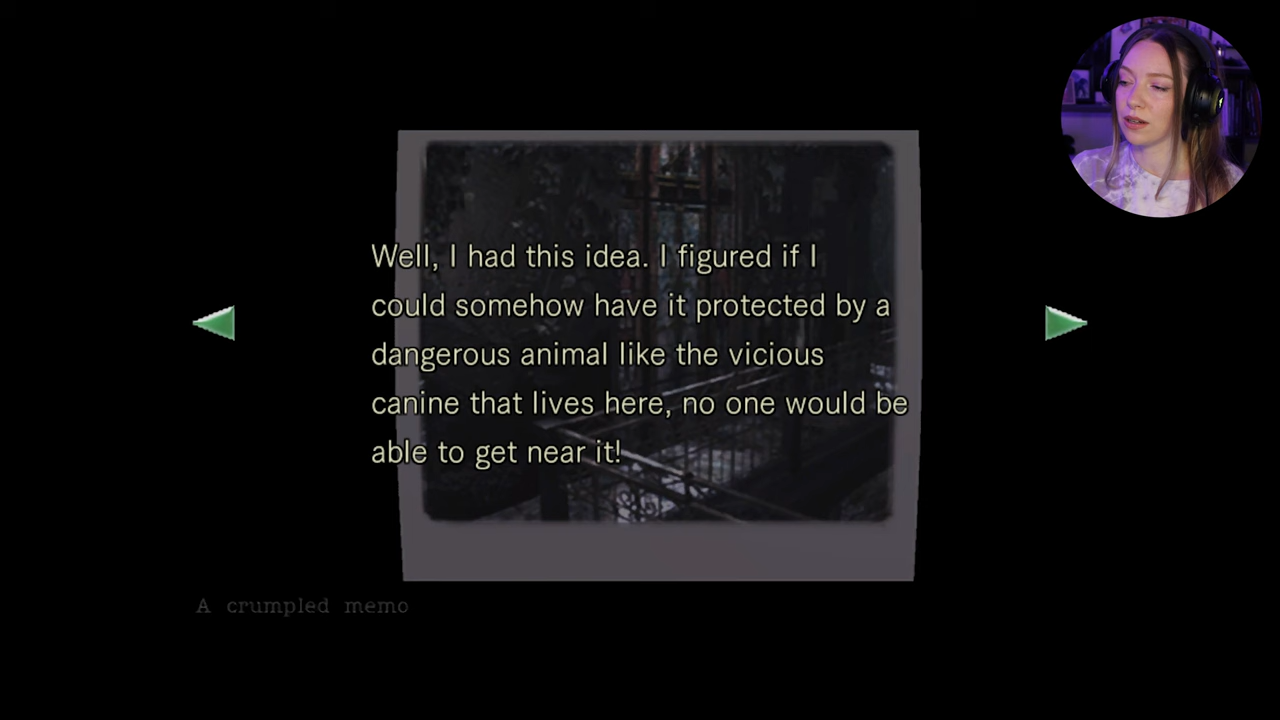 Well, I had this idea. I figured if I
could somehow have it protected by a
dangerous animal like the vicious
canine that lives here, no one would be
able to get near it!
A crumpled memo